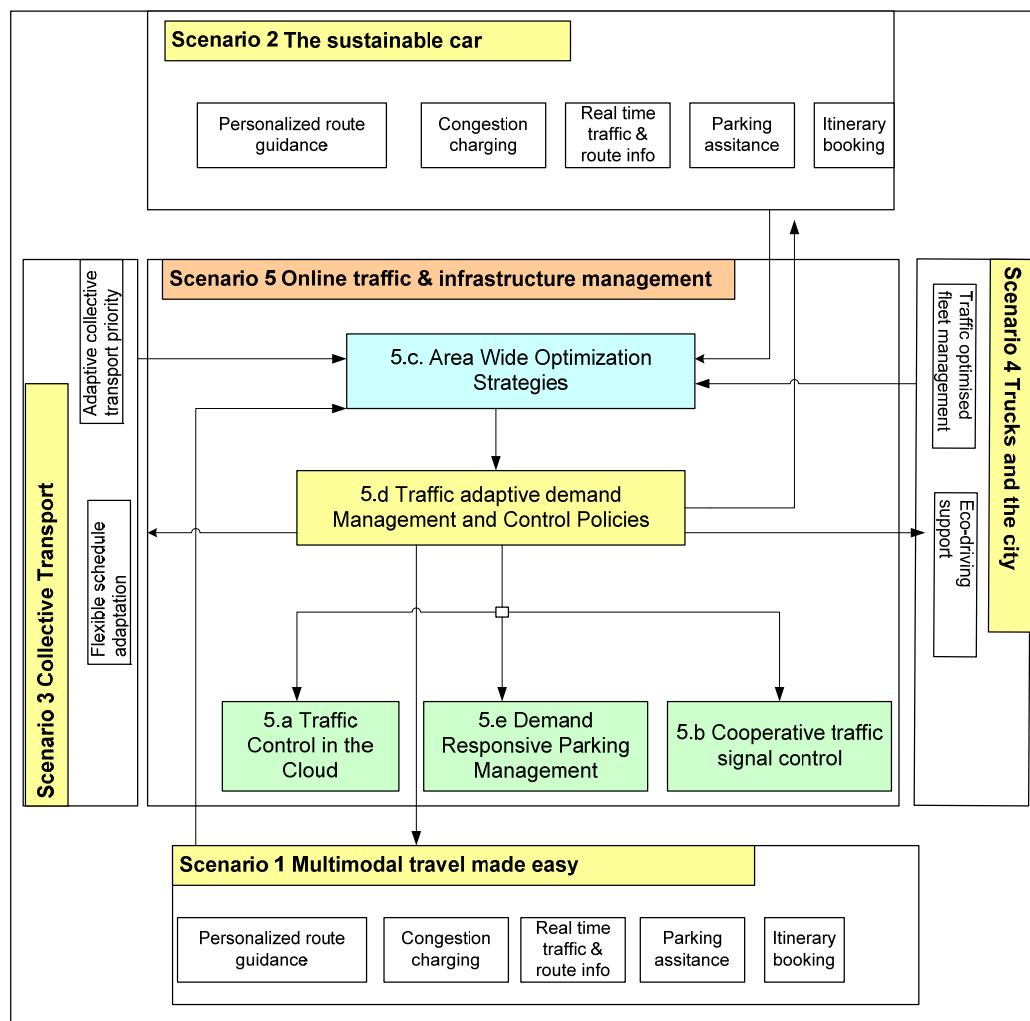 Scenario 2 The sustainable car
Personalized route
guidance
Congestion
charging
Real time
traffic &
route info
Parking
assitance
Itinerary
booking
Scenario 3 Collective Transport
Adaptive collective
transport priority
Flexible schedule
adaptation
Scenario 5 Online traffic & infrastructure management
5.c. Area Wide Optimization
Strategies
5.d Traffic adaptive demand
Management and Control Policies
5.a Traffic
Control in the
Cloud
5.e Demand
Responsive Parking
Management
5.b Cooperative traffic
signal control
Scenario 4 Trucks and the city
Traffic optimised
fleet management
Eco-driving
support
Scenario 1 Multimodal travel made easy
Personalized route
guidance
Congestion
charging
Real time
traffic &
route info
Parking
assitance
Itinerary
booking